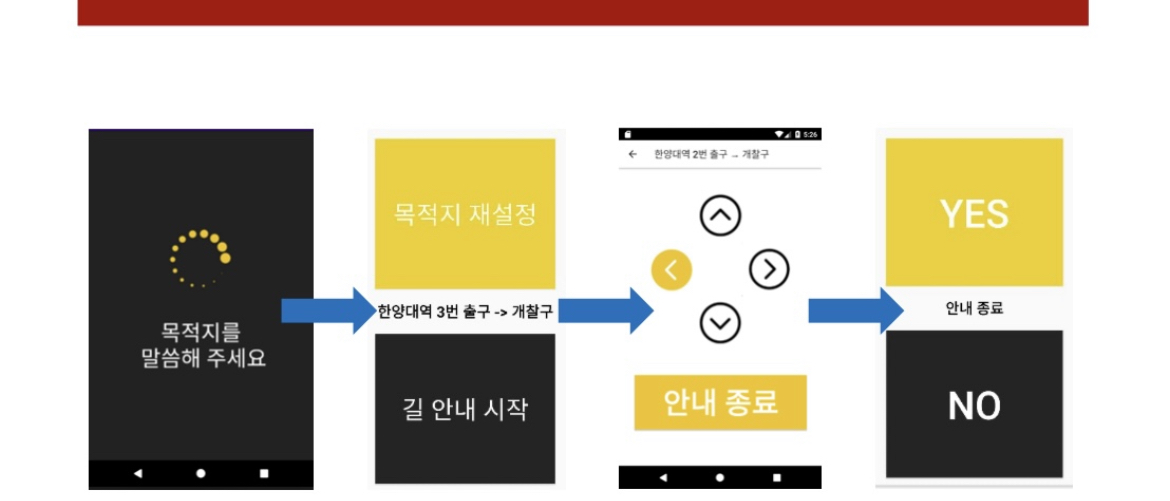 목적지를
말씀해 주세요
목적지 재설정
한양대역 3번 출구 -> 개찰구
길 안내 시작
5:26
← 한양대역 2번 출구 → 개찰구
안내 종료
YES
안내 종료
NO